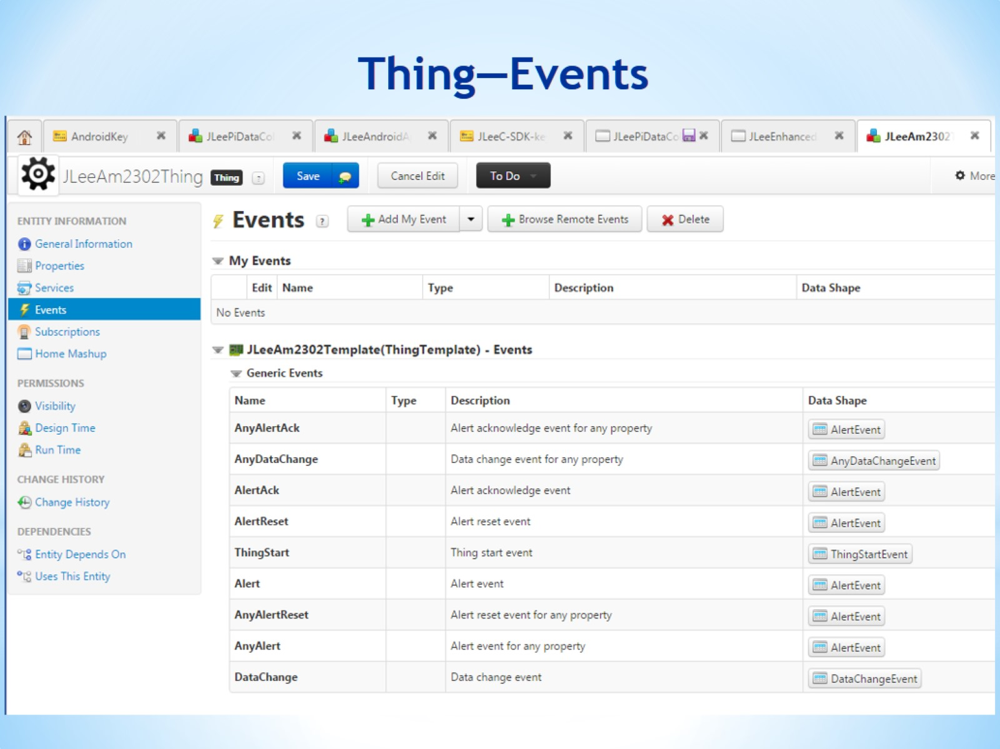 Thing—Events
AndroidKey
JLeePiDataCol
JLeeAndroidA
JLeeC-SDK-ke
JLeePiDataCo
JLeeEnhanced
JLeeAm2302
JLeeAm2302Thing Thing ? Save Cancel Edit To Do More
ENTITY INFORMATION
General Information
Properties
Services
Events
Subscriptions
Home Mashup
PERMISSIONS
Visibility
Design Time
Run Time
CHANGE HISTORY
Change History
DEPENDENCIES
Entity Depends On
Uses This Entity
Events ? Add My Event Browse Remote Events Delete
My Events
Edit Name Type Description Data Shape
No Events
JLeeAm2302Template(ThingTemplate) - Events
Generic Events
Name Type Description Data Shape
AnyAlertAck Alert acknowledge event for any property AlertEvent
AnyDataChange Data change event for any property AnyDataChangeEvent
AlertAck Alert acknowledge event AlertEvent
AlertReset Alert reset event AlertEvent
ThingStart Thing start event ThingStartEvent
Alert Alert event AlertEvent
AnyAlertReset Alert reset event for any property AlertEvent
AnyAlert Alert event for any property AlertEvent
DataChange Data change event DataChangeEvent